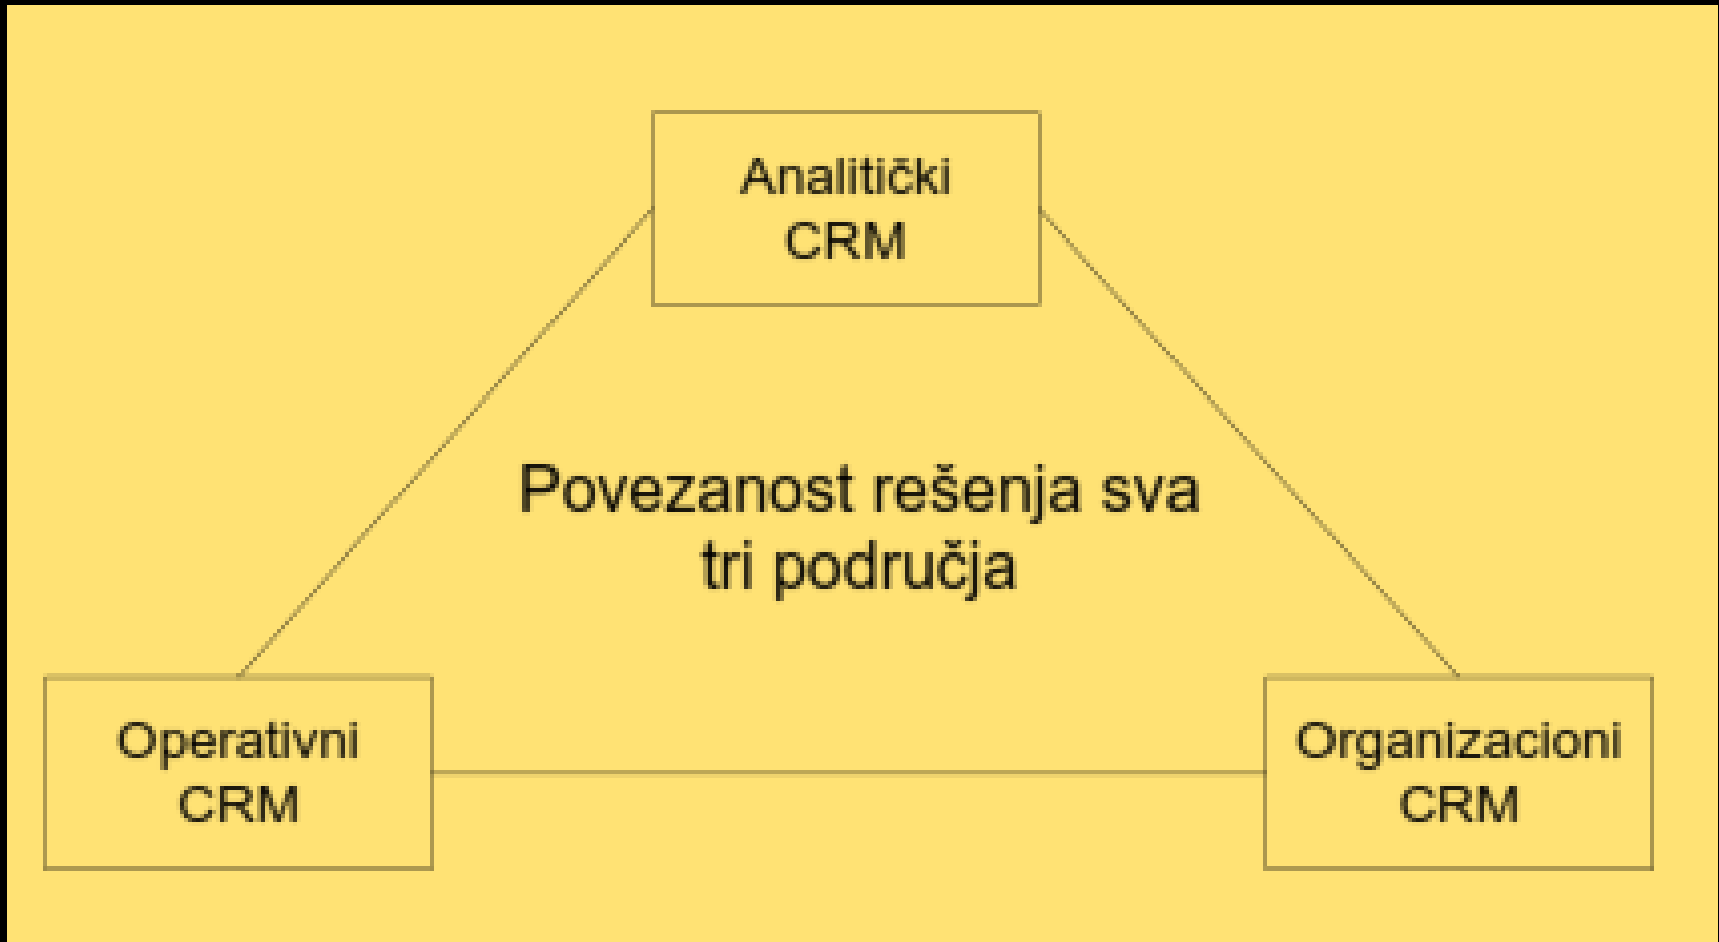 Analitički
CRM
Povezanost rešenja sva
tri područja
Operativni
CRM
Organizacioni
CRM